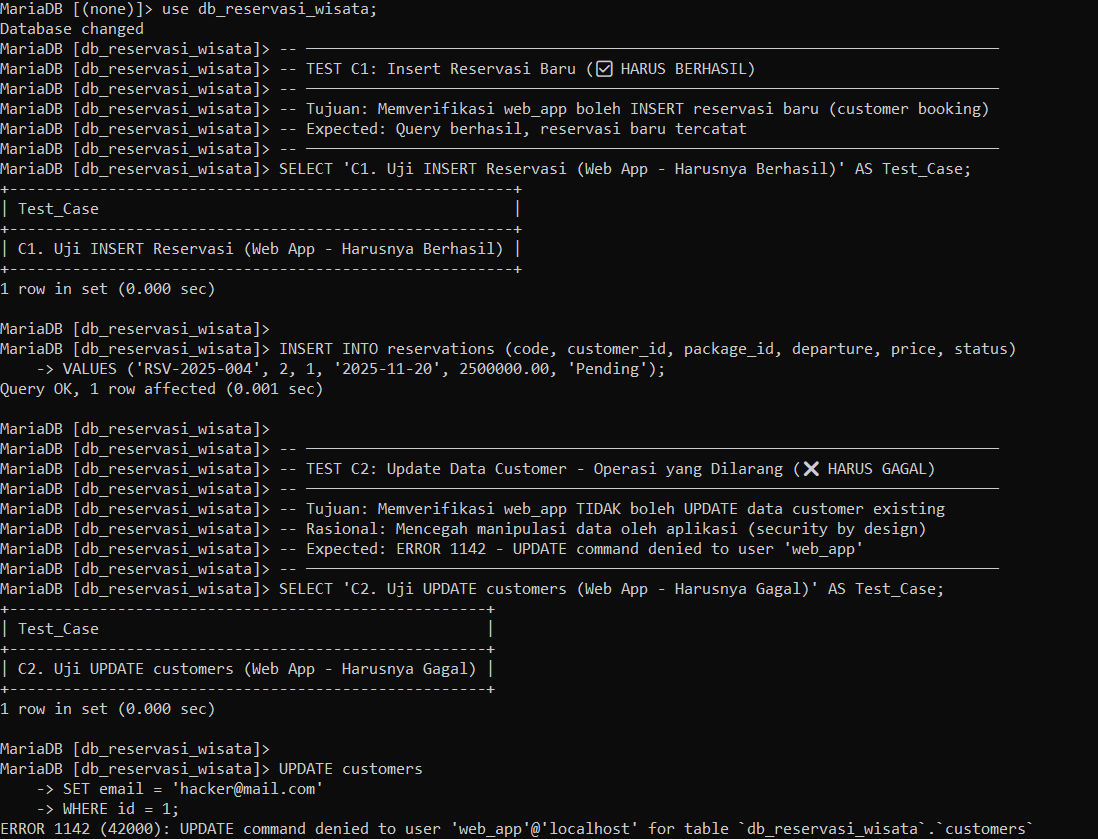 MariaDB [(none)]> use db_reservasi_wisata;
Database changed
MariaDB [db_reservasi_wisata]> -- ─────────────────────────────────────────────────────────────────────────────
MariaDB [db_reservasi_wisata]> -- TEST C1: Insert Reservasi Baru (☑ HARUS BERHASIL)
MariaDB [db_reservasi_wisata]> -- ─────────────────────────────────────────────────────────────────────────────
MariaDB [db_reservasi_wisata]> -- Tujuan: Memverifikasi web_app boleh INSERT reservasi baru (customer booking)
MariaDB [db_reservasi_wisata]> -- Expected: Query berhasil, reservasi baru tercatat
MariaDB [db_reservasi_wisata]> -- ─────────────────────────────────────────────────────────────────────────────
MariaDB [db_reservasi_wisata]> SELECT 'C1. Uji INSERT Reservasi (Web App - Harusnya Berhasil)' AS Test_Case;
+--------------------------------------------------------+
| Test_Case                                              |
+--------------------------------------------------------+
| C1. Uji INSERT Reservasi (Web App - Harusnya Berhasil) |
+--------------------------------------------------------+
1 row in set (0.000 sec)

MariaDB [db_reservasi_wisata]>
MariaDB [db_reservasi_wisata]> INSERT INTO reservations (code, customer_id, package_id, departure, price, status)
    -> VALUES ('RSV-2025-004', 2, 1, '2025-11-20', 2500000.00, 'Pending');
Query OK, 1 row affected (0.001 sec)

MariaDB [db_reservasi_wisata]>
MariaDB [db_reservasi_wisata]> -- ─────────────────────────────────────────────────────────────────────────────
MariaDB [db_reservasi_wisata]> -- TEST C2: Update Data Customer - Operasi yang Dilarang (❌ HARUS GAGAL)
MariaDB [db_reservasi_wisata]> -- ─────────────────────────────────────────────────────────────────────────────
MariaDB [db_reservasi_wisata]> -- Tujuan: Memverifikasi web_app TIDAK boleh UPDATE data customer existing
MariaDB [db_reservasi_wisata]> -- Rasional: Mencegah manipulasi data oleh aplikasi (security by design)
MariaDB [db_reservasi_wisata]> -- Expected: ERROR 1142 - UPDATE command denied to user 'web_app'
MariaDB [db_reservasi_wisata]> -- ─────────────────────────────────────────────────────────────────────────────
MariaDB [db_reservasi_wisata]> SELECT 'C2. Uji UPDATE customers (Web App - Harusnya Gagal)' AS Test_Case;
+-----------------------------------------------------+
| Test_Case                                           |
+-----------------------------------------------------+
| C2. Uji UPDATE customers (Web App - Harusnya Gagal) |
+-----------------------------------------------------+
1 row in set (0.000 sec)

MariaDB [db_reservasi_wisata]>
MariaDB [db_reservasi_wisata]> UPDATE customers
    -> SET email = 'hacker@mail.com'
    -> WHERE id = 1;
ERROR 1142 (42000): UPDATE command denied to user 'web_app'@'localhost' for table `db_reservasi_wisata`.`customers`